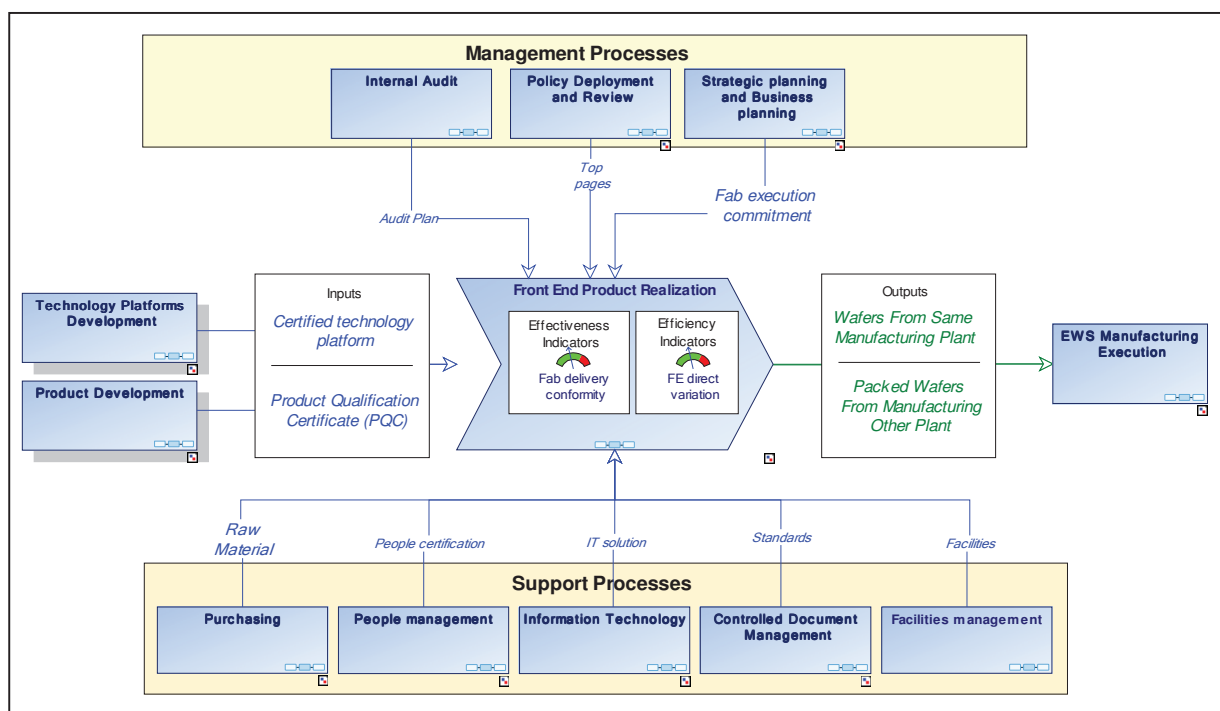 Management Processes
Internal Audit
Policy Deployment
and Review
Strategic planning
and Business
planning
Top
pages
Audit Plan
Fab execution
commitment
Technology Platforms
Development
Product Development
Inputs
Certified technology
platform
Product Qualification
Certificate (PQC)
Front End Product Realization
Effectiveness
Indicators
Fab delivery
conformity
Efficiency
Indicators
FE direct
variation
Outputs
Wafers From Same
Manufacturing Plant
Packed Wafers
From Manufacturing
Other Plant
EWS Manufacturing
Execution
Raw
Material
People certification
IT solution
Standards
Facilities
Support Processes
Purchasing
People management
Information Technology
Controlled Document
Management
Facilities management